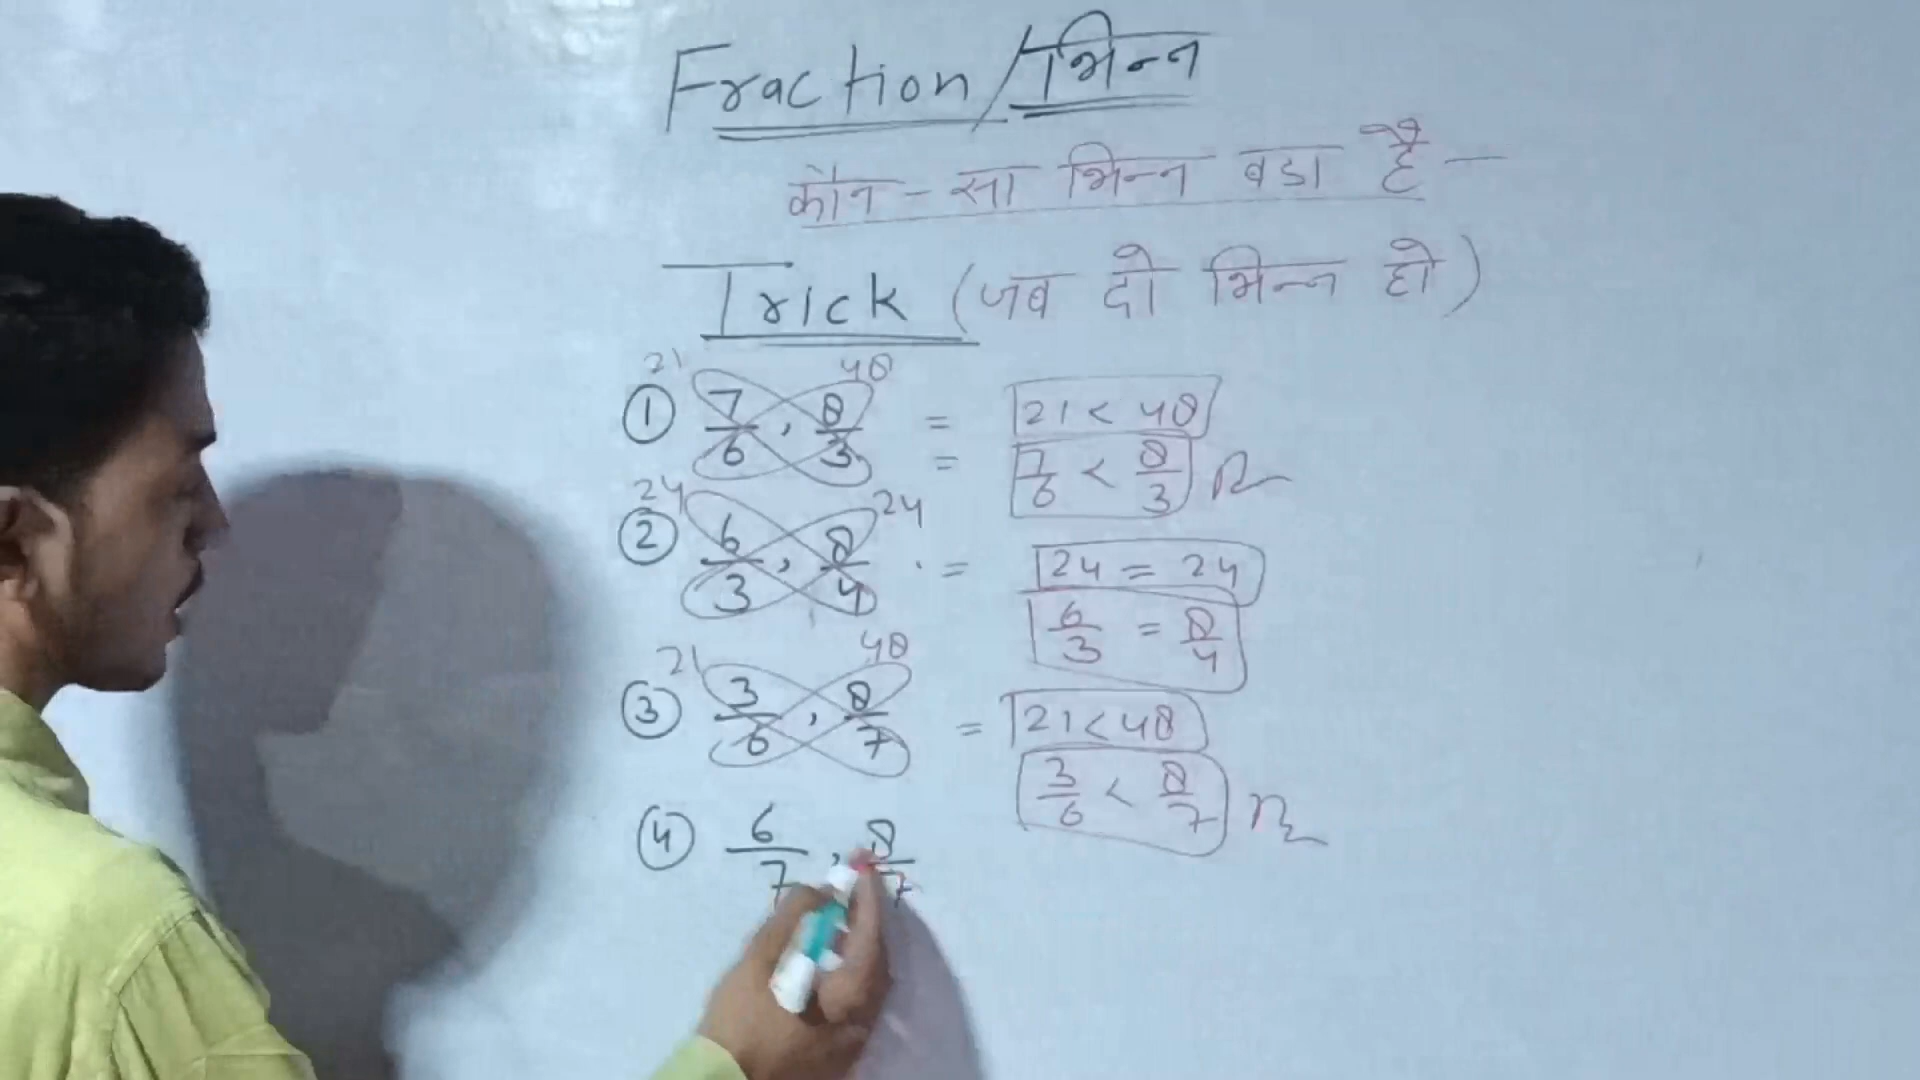 Fraction / भिन्न
कौन-सा भिन्न बडा है —
Trick (जब दो भिन्न हो)
21 48
① 7/6 , 8/3 = 21 < 48
= 7/6 < 8/3
24 24
② 6/3 , 8/4 = 24 = 24
6/3 = 8/4
21 48
③ 3/6 , 8/7 = 21 < 48
3/6 < 8/7
④ 6/7 , 8/7